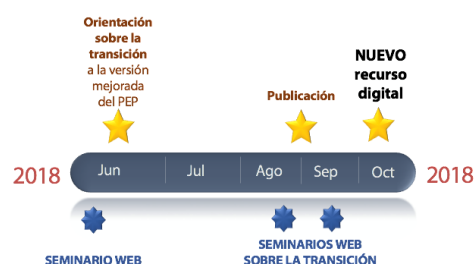 Orientación
sobre la
transición
a la versión
mejorada
del PEP
Publicación
NUEVO
recurso
digital
2018
Jun
Jul
Ago
Sep
Oct
2018
SEMINARIO WEB
SEMINARIOS WEB
SOBRE LA TRANSICIÓN